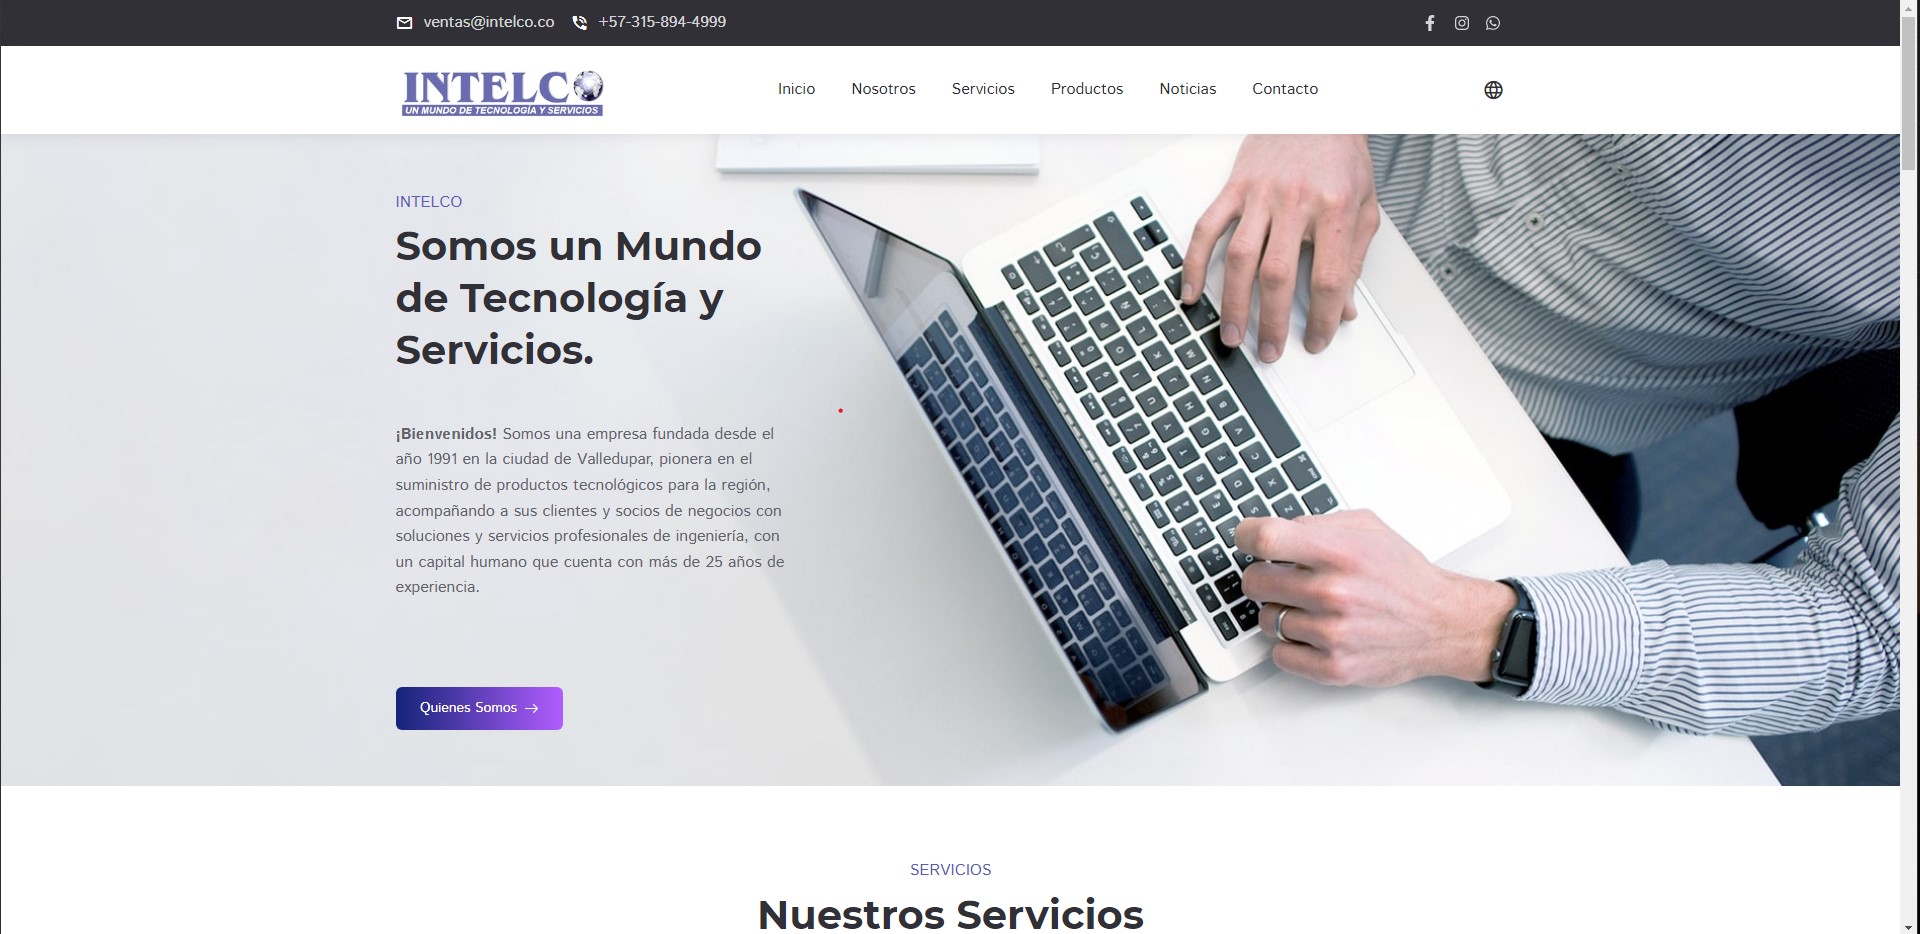 ventas@intelco.co +57-315-894-4999
INTELCO
UN MUNDO DE TECNOLOGÍA Y SERVICIOS
Inicio Nosotros Servicios Productos Noticias Contacto
INTELCO
Somos un Mundo
de Tecnología y
Servicios.
¡Bienvenidos! Somos una empresa fundada desde el
año 1991 en la ciudad de Valledupar, pionera en el
suministro de productos tecnológicos para la región,
acompañando a sus clientes y socios de negocios con
soluciones y servicios profesionales de ingeniería, con
un capital humano que cuenta con más de 25 años de
experiencia.
Quienes Somos →
SERVICIOS
Nuestros Servicios